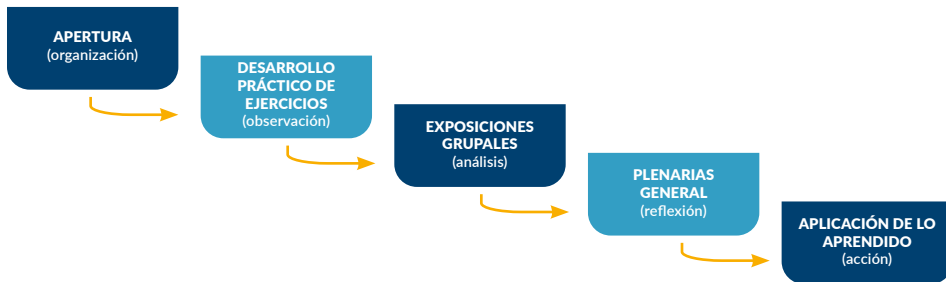 APERTURA
(organización)
DESARROLLO
PRÁCTICO DE
EJERCICIOS
(observación)
EXPOSICIONES
GRUPALES
(análisis)
PLENARIAS
GENERAL
(reflexión)
APLICACIÓN DE LO
APRENDIDO
(acción)